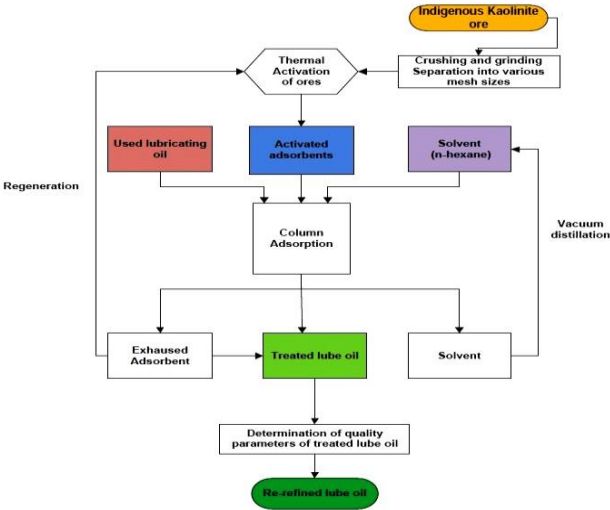 Indigenous Kaolinite
ore
Thermal
Activation
of ores
Crushing and grinding
Separation into various
mesh sizes
Used lubricating
oil
Activated
adsorbents
Solvent
(n-hexane)
Regeneration
Vacuum
distillation
Column
Adsorption
Exhaused
Adsorbent
Treated lube oil
Solvent
Determination of quality
parameters of treated lube oil
Re-refined lube oil